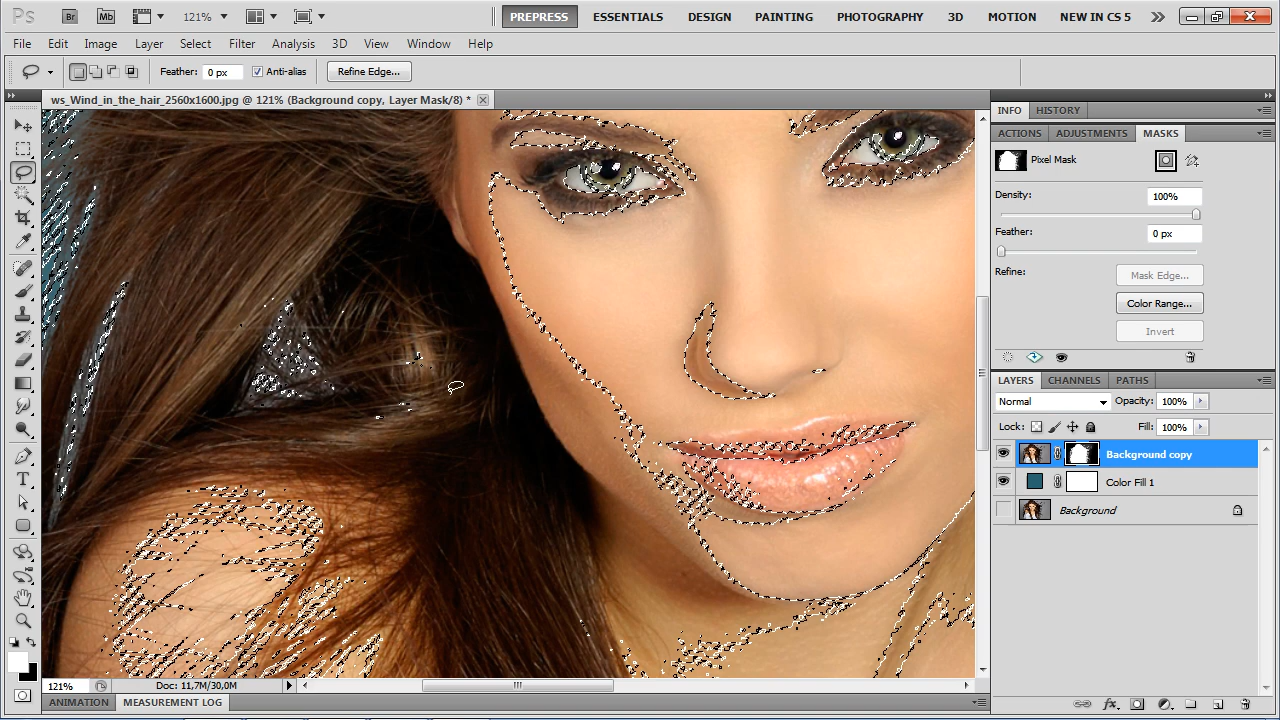 Ps Br Mb 121% PREPRESS ESSENTIALS DESIGN PAINTING PHOTOGRAPHY 3D MOTION NEW IN CS 5
File Edit Image Layer Select Filter Analysis 3D View Window Help
Feather: 0 px Anti-alias Refine Edge...
ws_Wind_in_the_hair_2560x1600.jpg @ 121% (Background copy, Layer Mask/8) *
INFO HISTORY
ACTIONS ADJUSTMENTS MASKS
Pixel Mask
Density: 100%
Feather: 0 px
Refine: Mask Edge...
Color Range...
Invert
LAYERS CHANNELS PATHS
Normal Opacity: 100%
Lock: Fill: 100%
Background copy
Color Fill 1
Background
121% Doc: 11,7M/30,0M
ANIMATION MEASUREMENT LOG